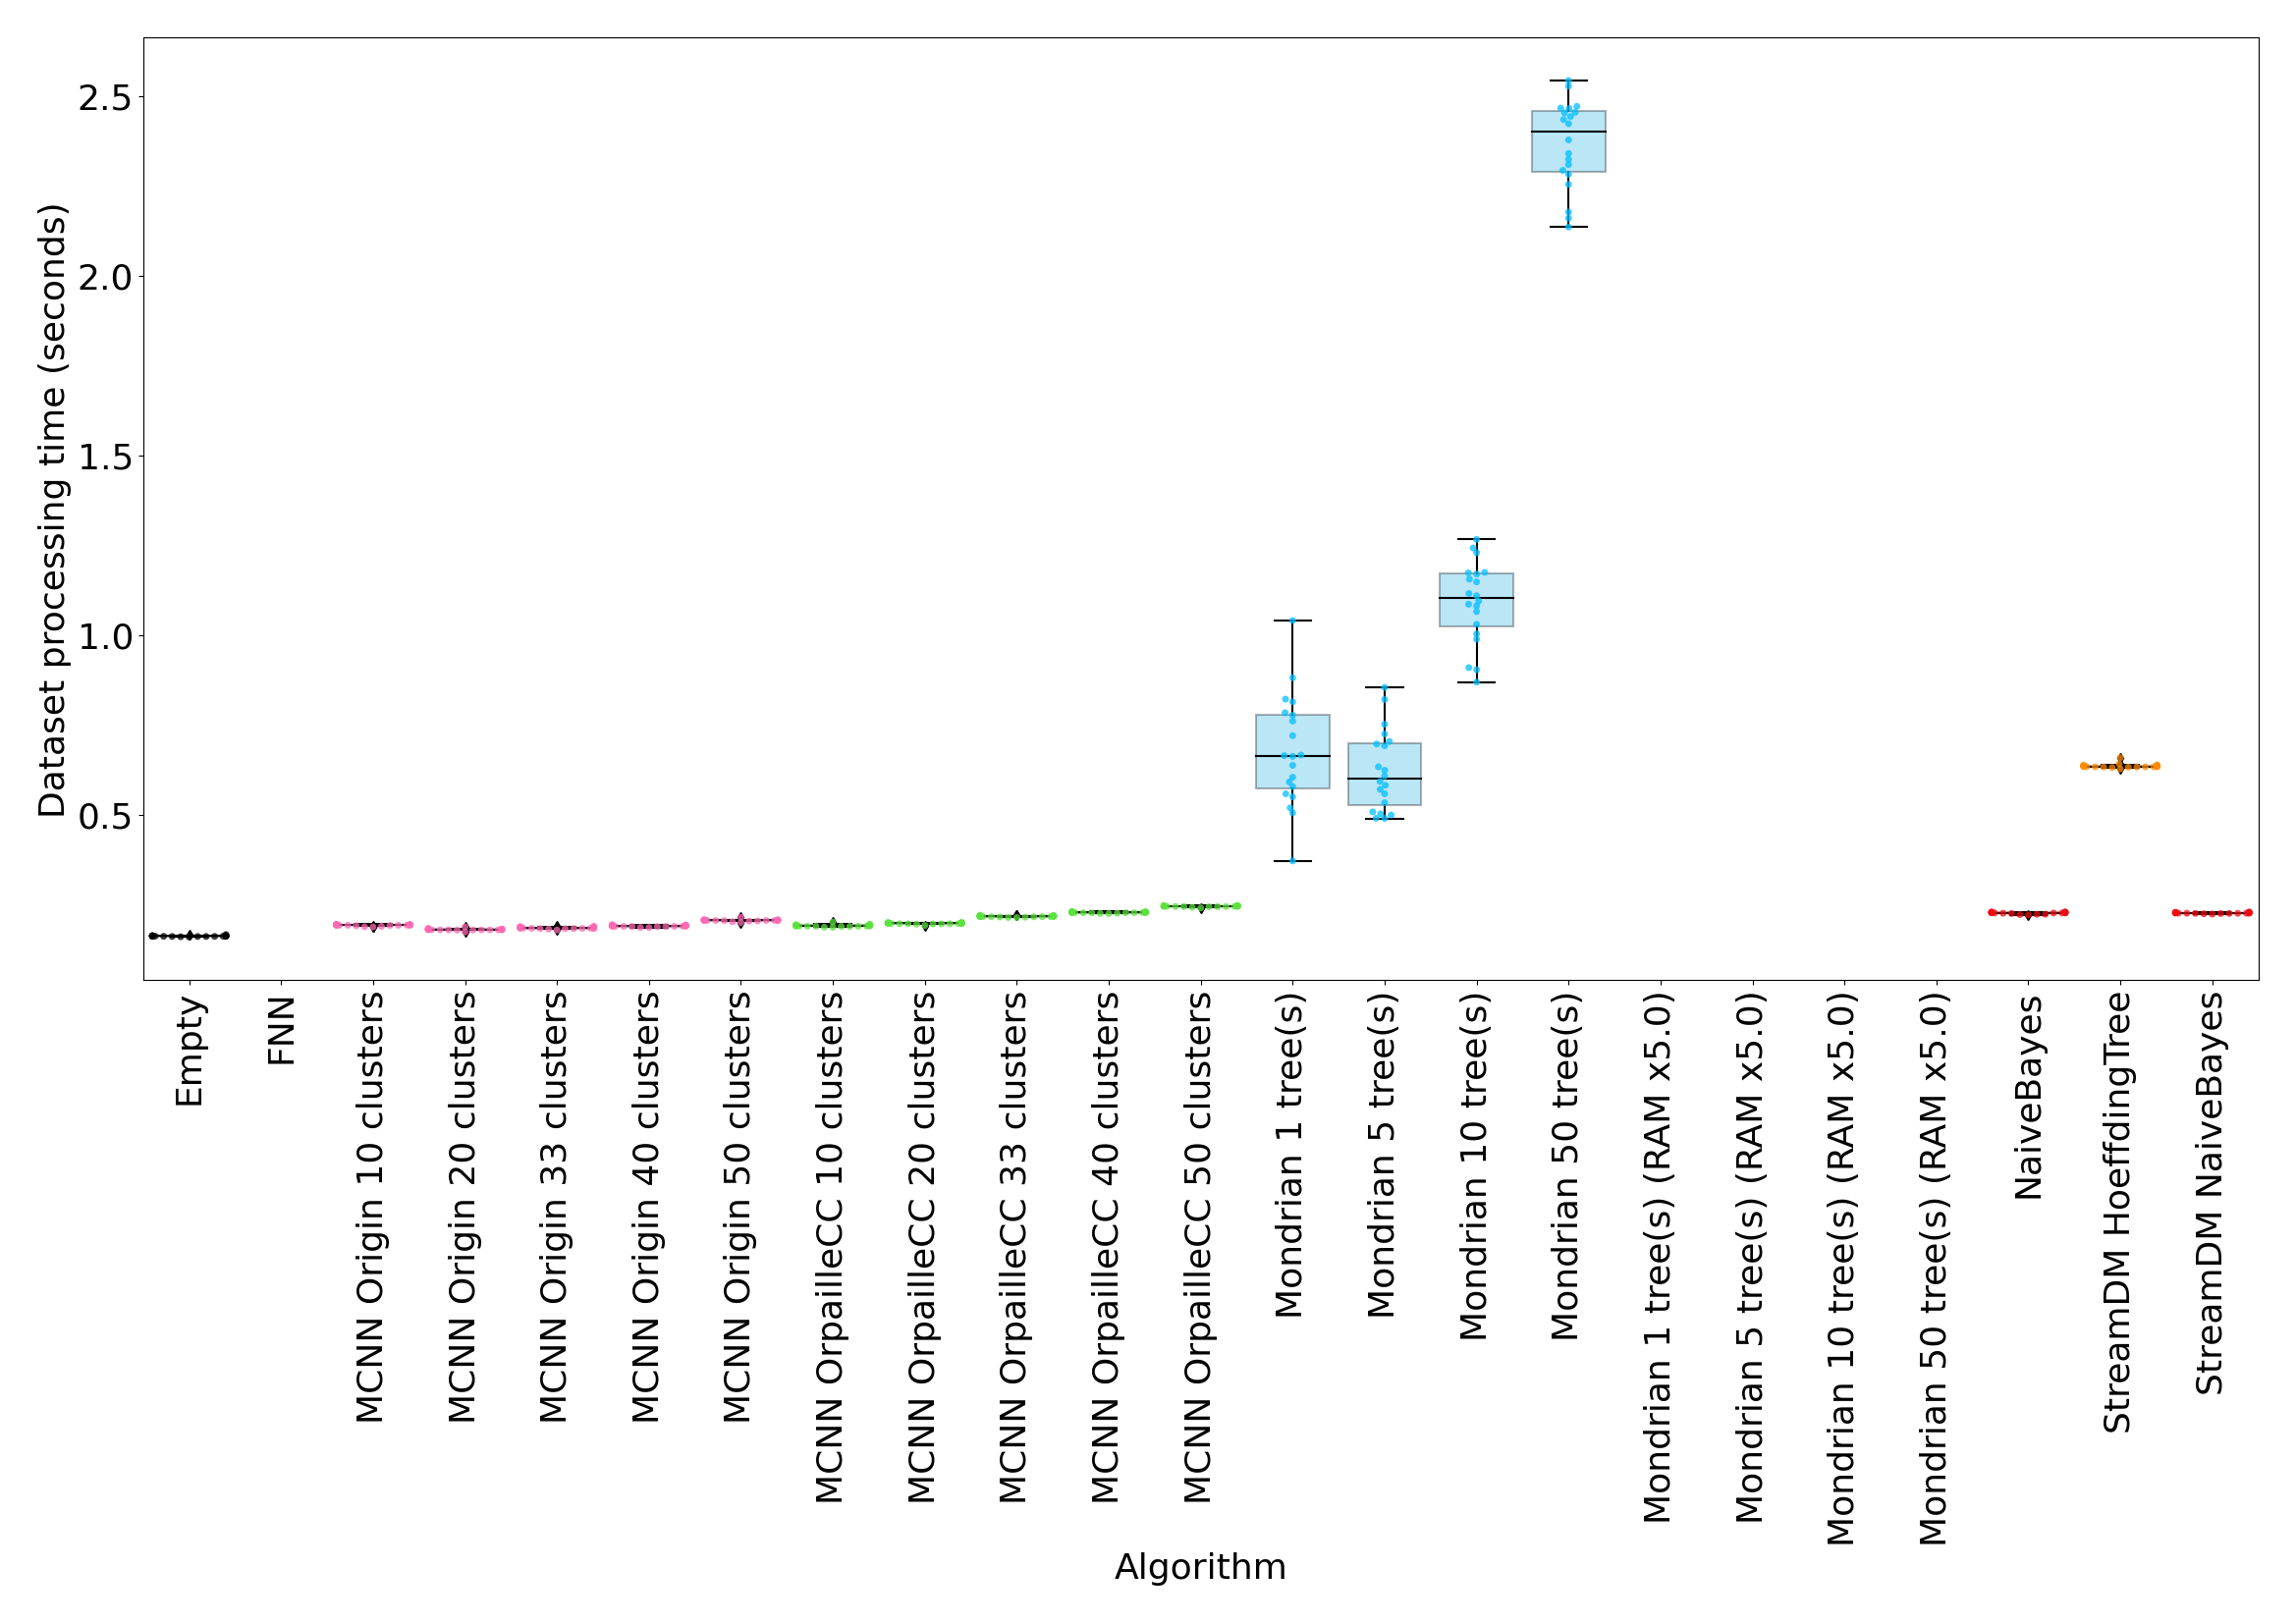 Dataset processing time (seconds)
2.5
2.0
1.5
1.0
0.5
Empty
FNN
MCNN Origin 10 clusters
MCNN Origin 20 clusters
MCNN Origin 33 clusters
MCNN Origin 40 clusters
MCNN Origin 50 clusters
MCNN OrpailleCC 10 clusters
MCNN OrpailleCC 20 clusters
MCNN OrpailleCC 33 clusters
MCNN OrpailleCC 40 clusters
MCNN OrpailleCC 50 clusters
Mondrian 1 tree(s)
Mondrian 5 tree(s)
Mondrian 10 tree(s)
Mondrian 50 tree(s)
Mondrian 1 tree(s) (RAM x5.0)
Mondrian 5 tree(s) (RAM x5.0)
Mondrian 10 tree(s) (RAM x5.0)
Mondrian 50 tree(s) (RAM x5.0)
NaiveBayes
StreamDM HoeffdingTree
StreamDM NaiveBayes
Algorithm